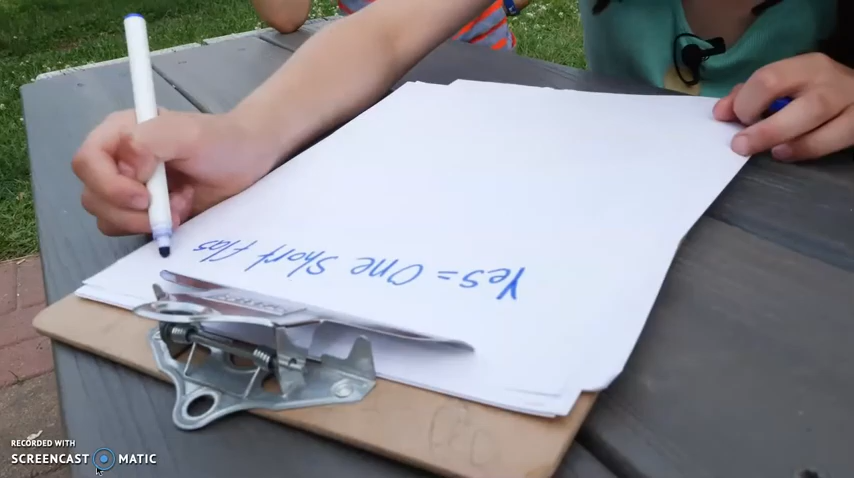 Yes = One Short Flas
RECORDED WITH
SCREENCAST MATIC